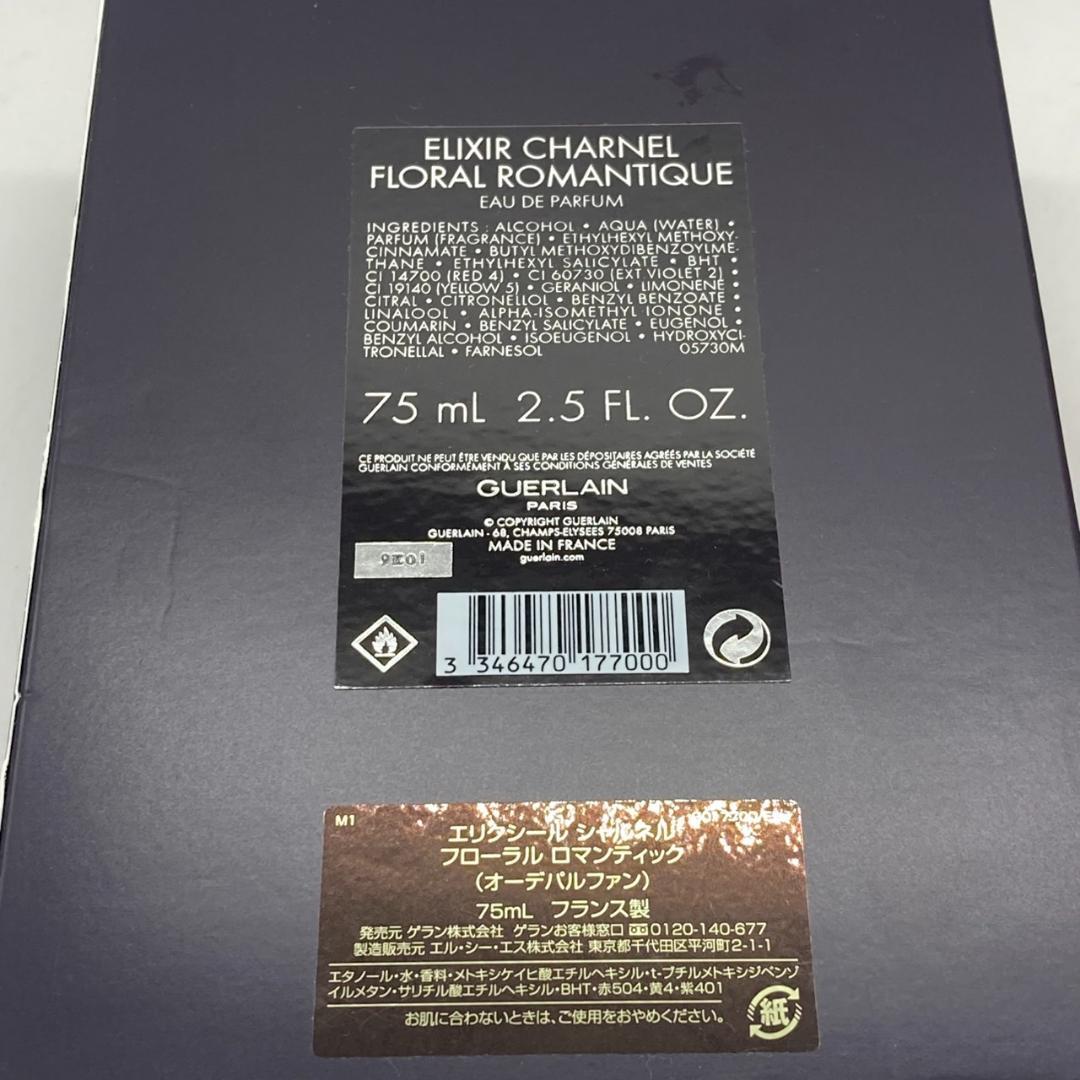 ELIXIR CHARNEL
FLORAL ROMANTIQUE
EAU DE PARFUM
INGREDIENTS : ALCOHOL • AQUA (WATER) •
PARFUM (FRAGRANCE) • ETHYLHEXYL METHOXY-
CINNAMATE • BUTYL METHOXYDIBENZOYLME-
THANE • ETHYLHEXYL SALICYLATE • BHT •
CI 14700 (RED 4) • CI 60730 (EXT VIOLET 2) •
CI 19140 (YELLOW 5) • GERANIOL • LIMONENE •
CITRAL • CITRONELLOL • BENZYL BENZOATE •
LINALOOL • ALPHA-ISOMETHYL IONONE •
COUMARIN • BENZYL SALICYLATE • EUGENOL •
BENZYL ALCOHOL • ISOEUGENOL • HYDROXYCI-
TRONELLAL • FARNESOL 05730M
75 mL 2.5 FL. OZ.
CE PRODUIT NE PEUT ÊTRE VENDU QUE PAR LES DÉPOSITAIRES AGRÉÉS PAR LA SOCIÉTÉ
GUERLAIN CONFORMÉMENT À SES CONDITIONS GÉNÉRALES DE VENTES
GUERLAIN
PARIS
© COPYRIGHT GUERLAIN
GUERLAIN - 68, CHAMPS-ELYSEES 75008 PARIS
MADE IN FRANCE
guerlain.com
3 346470 177000
M1
エリクシール シャルネル
フローラル ロマンティック
(オーデパルファン)
75mL フランス製
発売元 ゲラン株式会社 ゲランお客様窓口 0120-140-677
製造販売元 エル・シー・エス株式会社 東京都千代田区平河町2-1-1
エタノール・水・香料・メトキシケイヒ酸エチルヘキシル・t-ブチルメトキシジベンゾ
イルメタン・サリチル酸エチルヘキシル・BHT・赤504・黄4・紫401
お肌に合わないときは、ご使用をおやめください。
紙